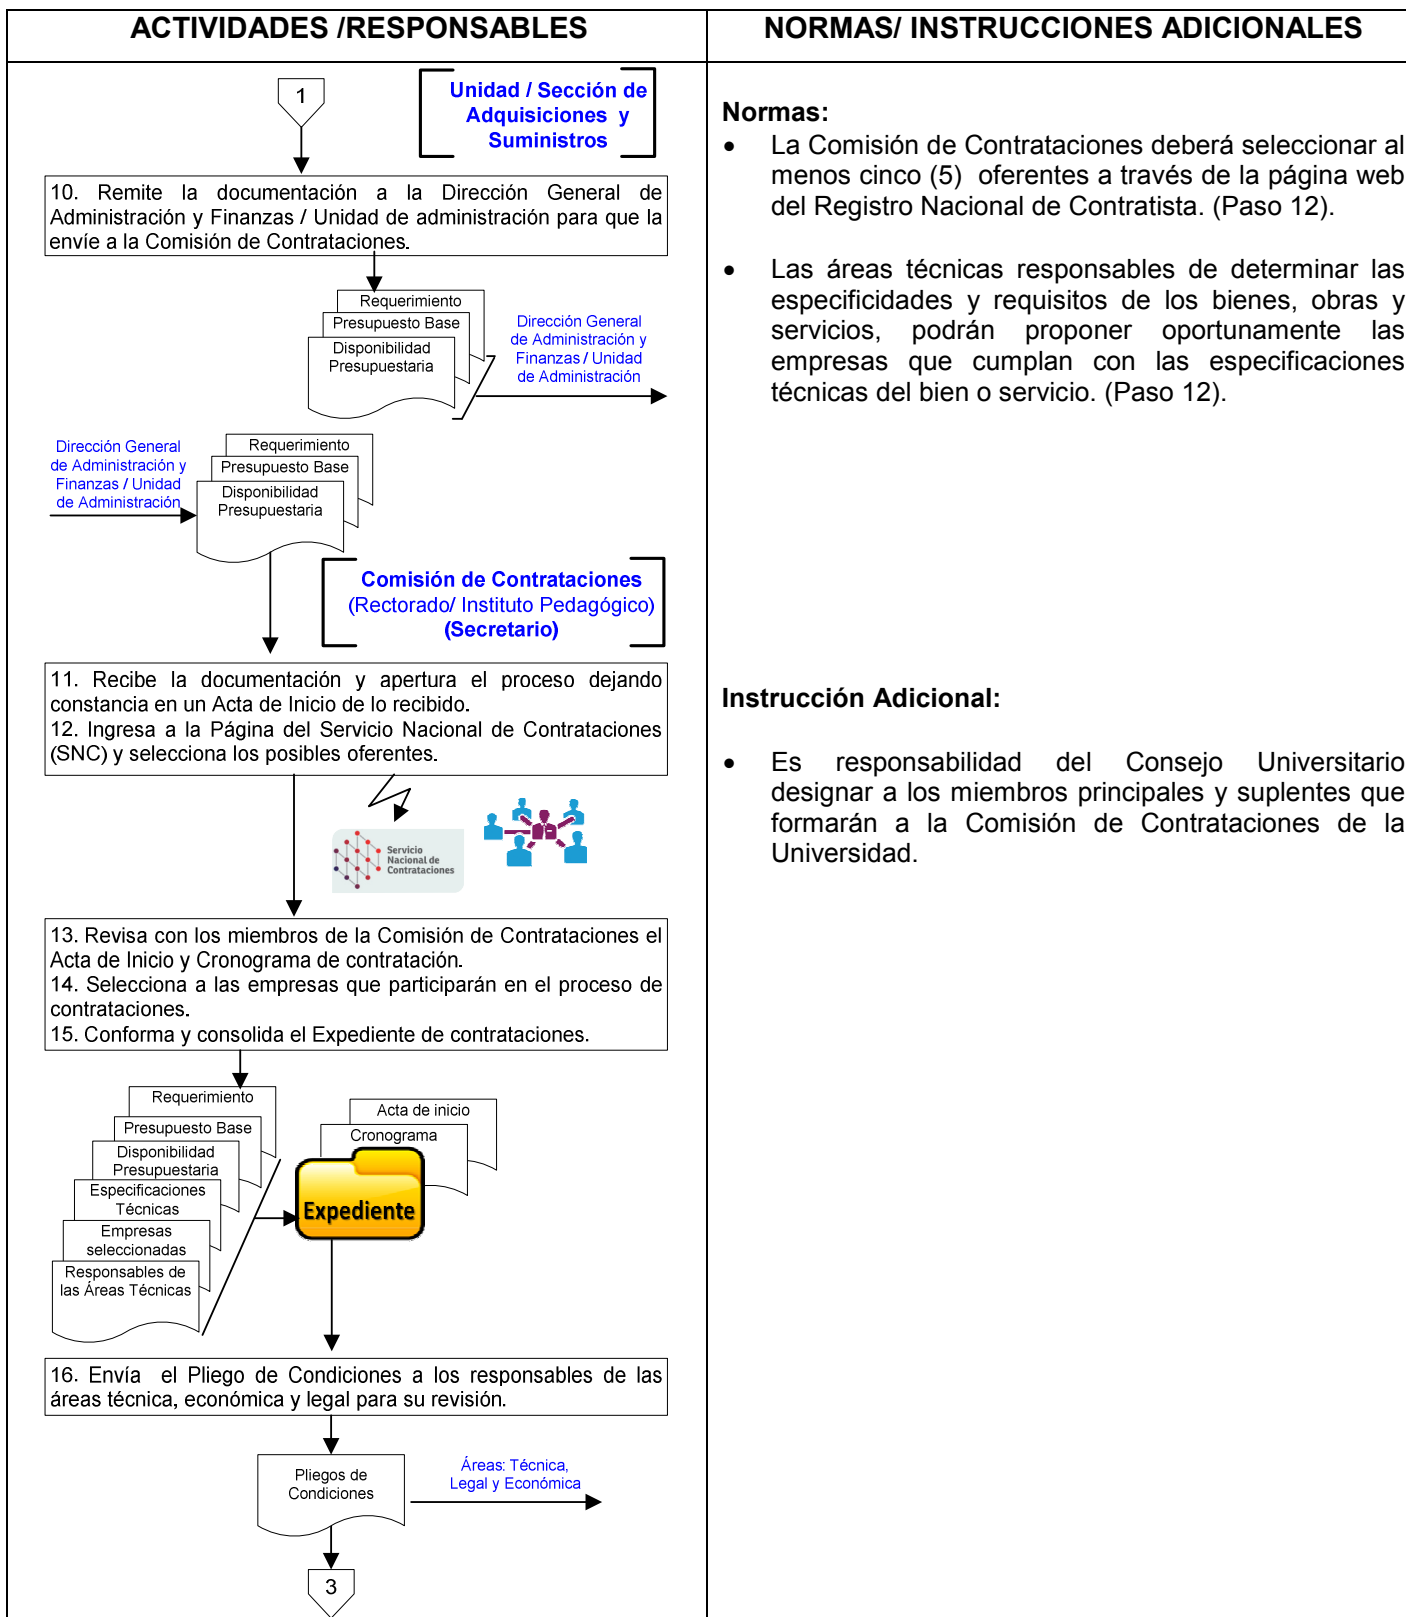 ACTIVIDADES /RESPONSABLES
NORMAS/ INSTRUCCIONES ADICIONALES
1
Unidad / Sección de
Adquisiciones y
Suministros
10. Remite la documentación a la Dirección General de
Administración y Finanzas / Unidad de administración para que la
envíe a la Comisión de Contrataciones.
Requerimiento
Presupuesto Base
Disponibilidad
Presupuestaria
Dirección General
de Administración y
Finanzas / Unidad
de Administración
Dirección General
de Administración y
Finanzas / Unidad
de Administración
Requerimiento
Presupuesto Base
Disponibilidad
Presupuestaria
Comisión de Contrataciones
(Rectorado/ Instituto Pedagógico)
(Secretario)
11. Recibe la documentación y apertura el proceso dejando
constancia en un Acta de Inicio de lo recibido.
12. Ingresa a la Página del Servicio Nacional de Contrataciones
(SNC) y selecciona los posibles oferentes.
Servicio
Nacional de
Contrataciones
13. Revisa con los miembros de la Comisión de Contrataciones el
Acta de Inicio y Cronograma de contratación.
14. Selecciona a las empresas que participarán en el proceso de
contrataciones.
15. Conforma y consolida el Expediente de contrataciones.
Requerimiento
Presupuesto Base
Disponibilidad
Presupuestaria
Especificaciones
Técnicas
Empresas
seleccionadas
Responsables de
las Áreas Técnicas
Acta de inicio
Cronograma
Expediente
16. Envía el Pliego de Condiciones a los responsables de las
áreas técnica, económica y legal para su revisión.
Pliegos de
Condiciones
Áreas: Técnica,
Legal y Económica
3
Normas:
• La Comisión de Contrataciones deberá seleccionar al
menos cinco (5) oferentes a través de la página web
del Registro Nacional de Contratista. (Paso 12).
• Las áreas técnicas responsables de determinar las
especificidades y requisitos de los bienes, obras y
servicios, podrán proponer oportunamente las
empresas que cumplan con las especificaciones
técnicas del bien o servicio. (Paso 12).
Instrucción Adicional:
• Es responsabilidad del Consejo Universitario
designar a los miembros principales y suplentes que
formarán a la Comisión de Contrataciones de la
Universidad.